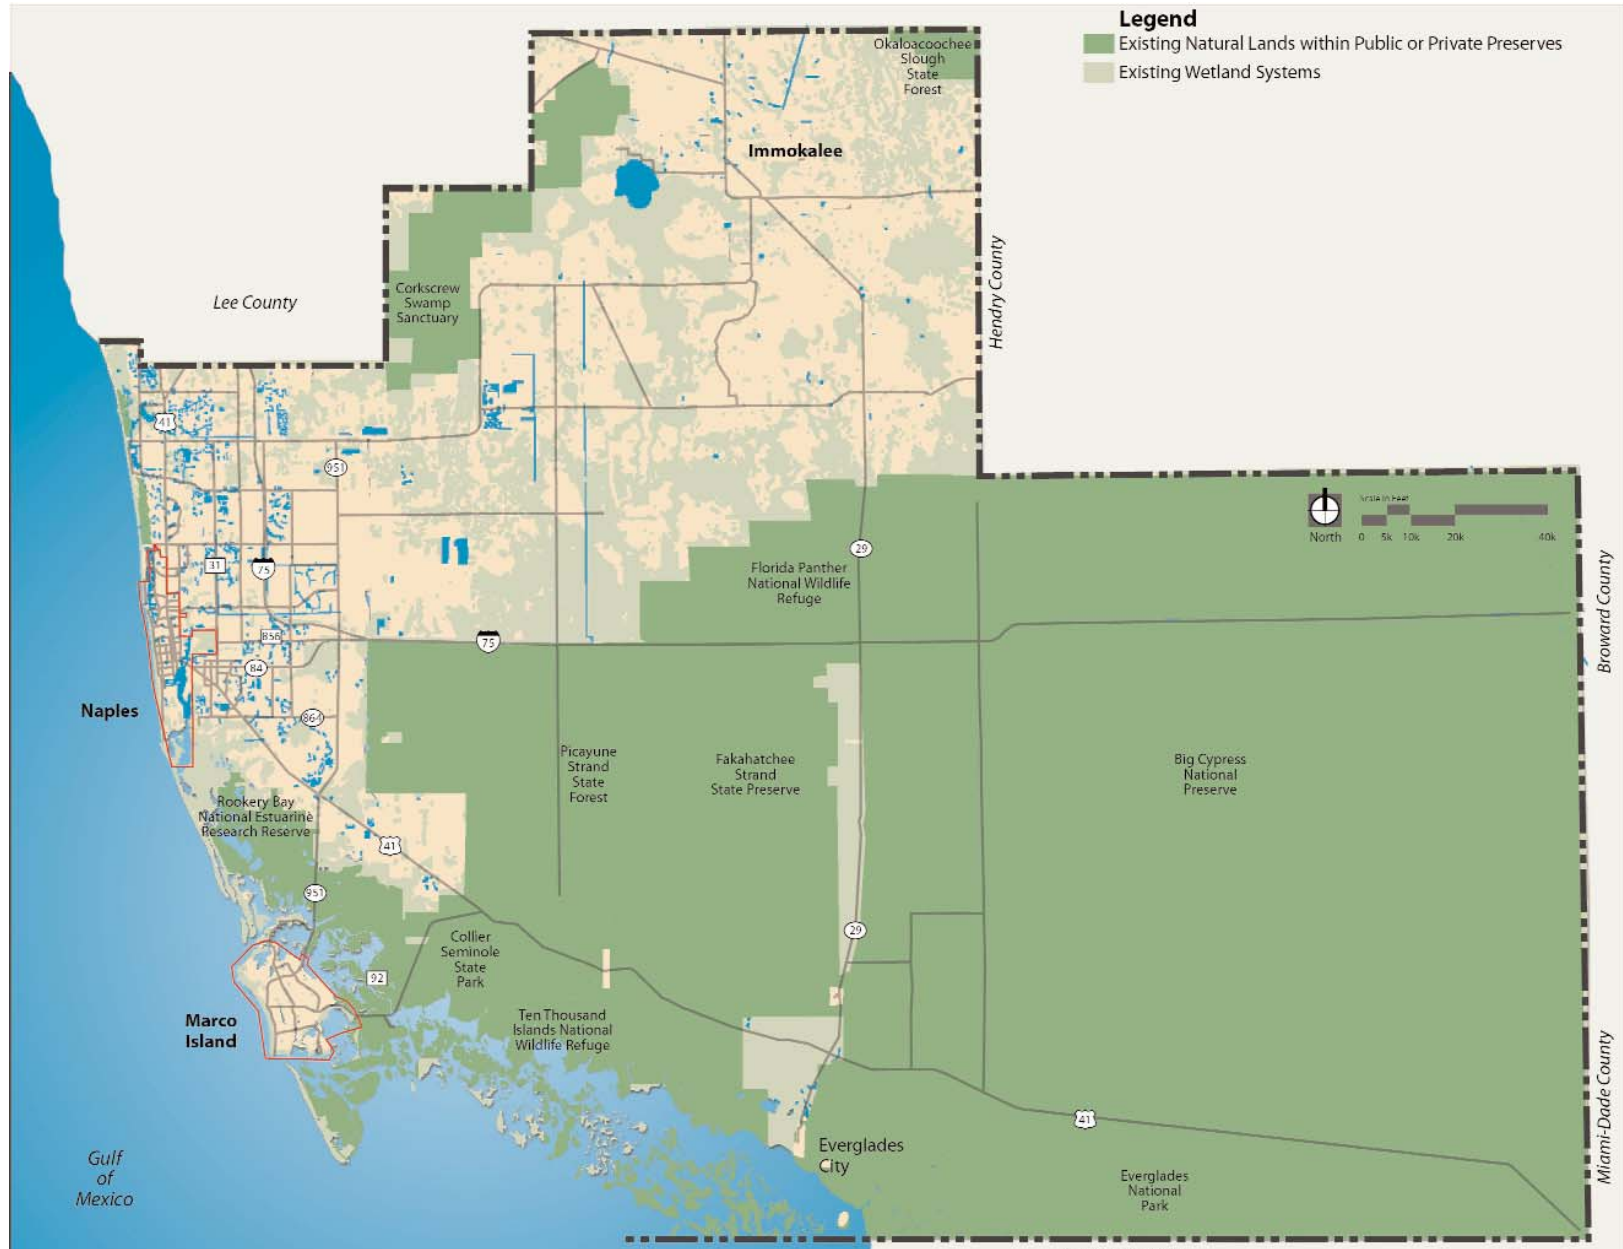 Legend
Existing Natural Lands within Public or Private Preserves
Existing Wetland Systems
Okaloacoochee
Slough
State
Forest
Immokalee
Hendry County
Lee County
Corkscrew
Swamp
Sanctuary
41
951
Scale in Feet
North
0 5k 10k 20k 40k
29
31
75
Florida Panther
National Wildlife
Refuge
Broward County
856
75
84
Naples
864
Picayune
Strand
State
Forest
Fakahatchee
Strand
State Preserve
Big Cypress
National
Preserve
Rookery Bay
National Estuarine
Research Reserve
41
951
29
Collier
Seminole
State
Park
92
Marco
Island
Ten Thousand
Islands National
Wildlife Refuge
Miami-Dade County
41
Everglades
City
Everglades
National
Park
Gulf
of
Mexico